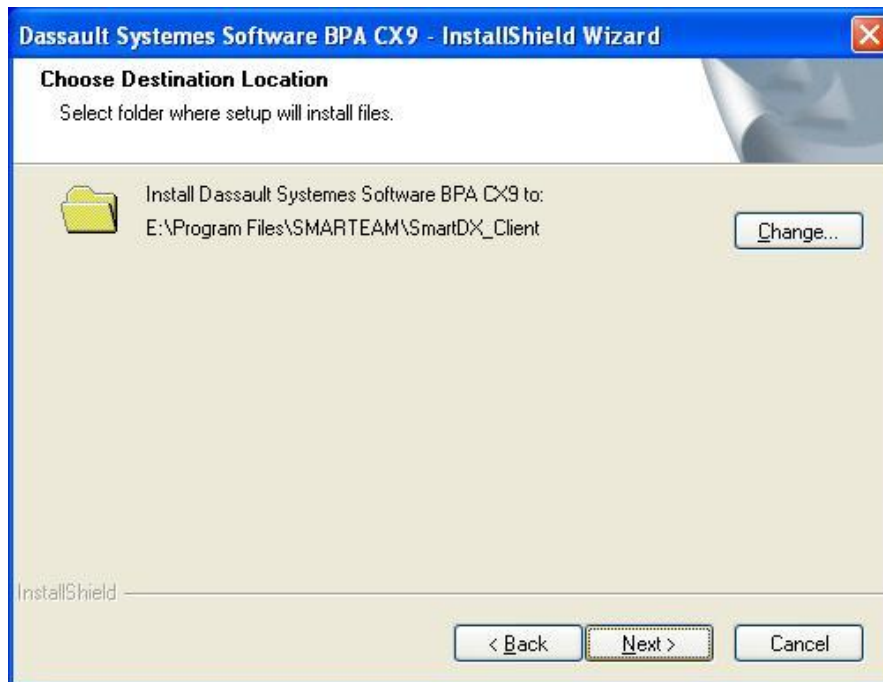 Dassault Systemes Software BPA CX9 - InstallShield Wizard
Choose Destination Location
Select folder where setup will install files.
Install Dassault Systemes Software BPA CX9 to:
E:\Program Files\SMARTEAM\SmartDX_Client
Change...
InstallShield
< Back Next > Cancel